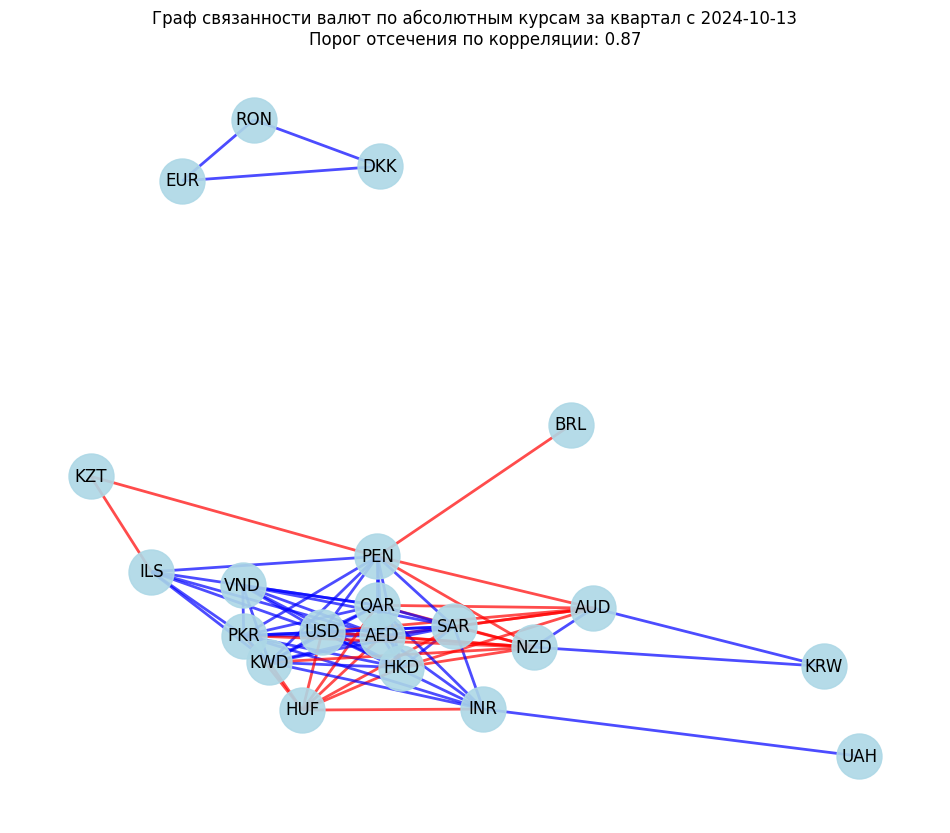 Граф связанности валют по абсолютным курсам за квартал с 2024-10-13
Порог отсечения по корреляции: 0.87
RON
DKK
EUR
BRL
KZT
PEN
ILS
VND
QAR
AUD
SAR
USD
AED
PKR
NZD
KWD
HKD
KRW
HUF
INR
UAH